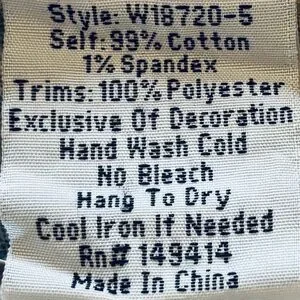 Style: W18720-5
Self: 99% Cotton
1% Spandex
Trims: 100% Polyester
Exclusive Of Decoration
Hand Wash Cold
No Bleach
Hang To Dry
Cool Iron If Needed
Rn# 149414
Made In China